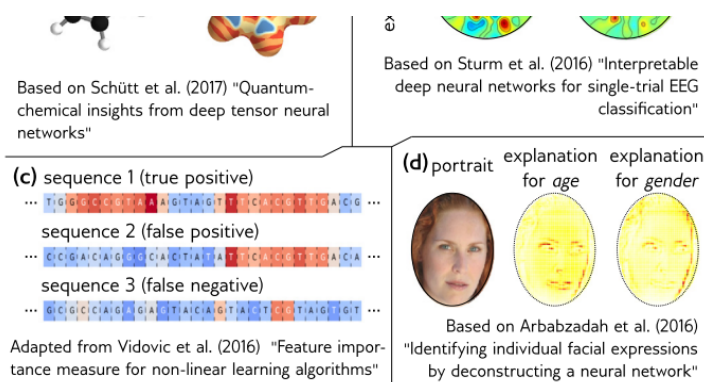 Based on Schütt et al. (2017) "Quantum-
chemical insights from deep tensor neural
networks"
ex
Based on Sturm et al. (2016) "Interpretable
deep neural networks for single-trial EEG
classification"
(c) sequence 1 (true positive)
... T G G G C C G T A A A G T A G T T T C A C G T T G A C G ...
sequence 2 (false positive)
... C C G A C A G G G C A C T A T A T T C A C G T T G A C A ...
sequence 3 (false negative)
... G C G C C A G A G A G T A C A G T A C T C G T A G T G T ...
Adapted from Vidovic et al. (2016) "Feature impor-
tance measure for non-linear learning algorithms"
(d) portrait
explanation
for age
explanation
for gender
Based on Arbabzadah et al. (2016)
"Identifying individual facial expressions
by deconstructing a neural network"